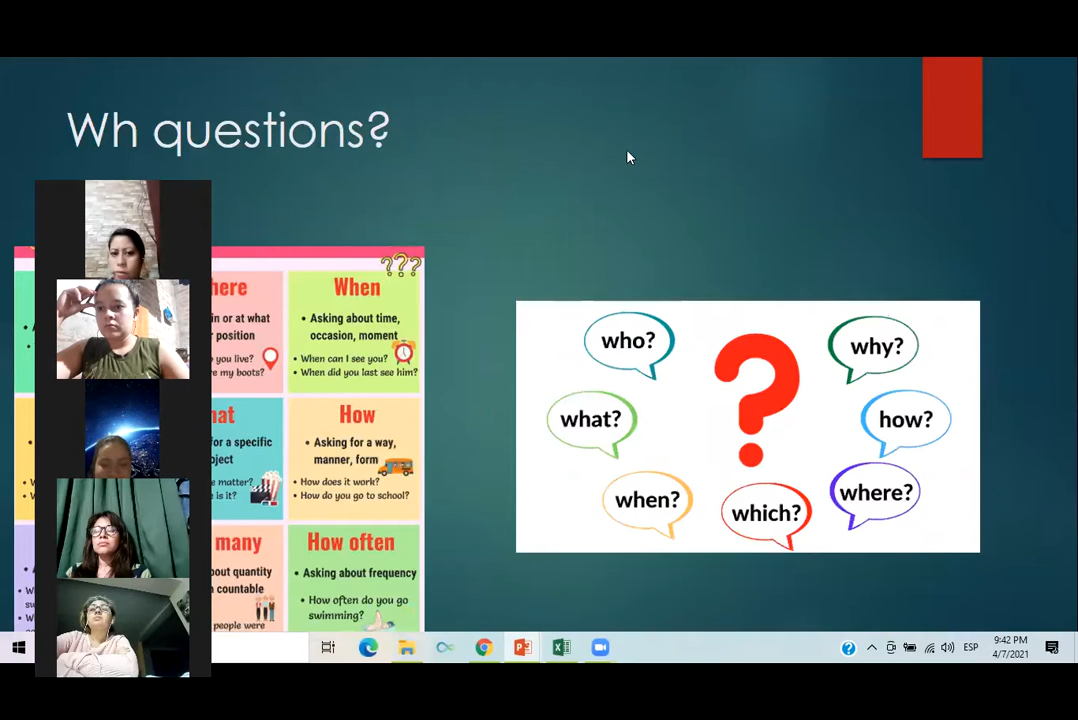 Wh questions?
When
Asking about time,
occasion, moment
When can I see you?
When did you last see him?
in or at what
position
you live?
my boots?
How
Asking for a way,
manner, form
How does it work?
How do you go to school?
for a specific
matter?
is it?
many
How often
Asking about frequency
How often do you go
swimming?
quantity
countable
people were
who?
why?
what?
how?
when?
which?
where?
ESP
9:42 PM
4/7/2021